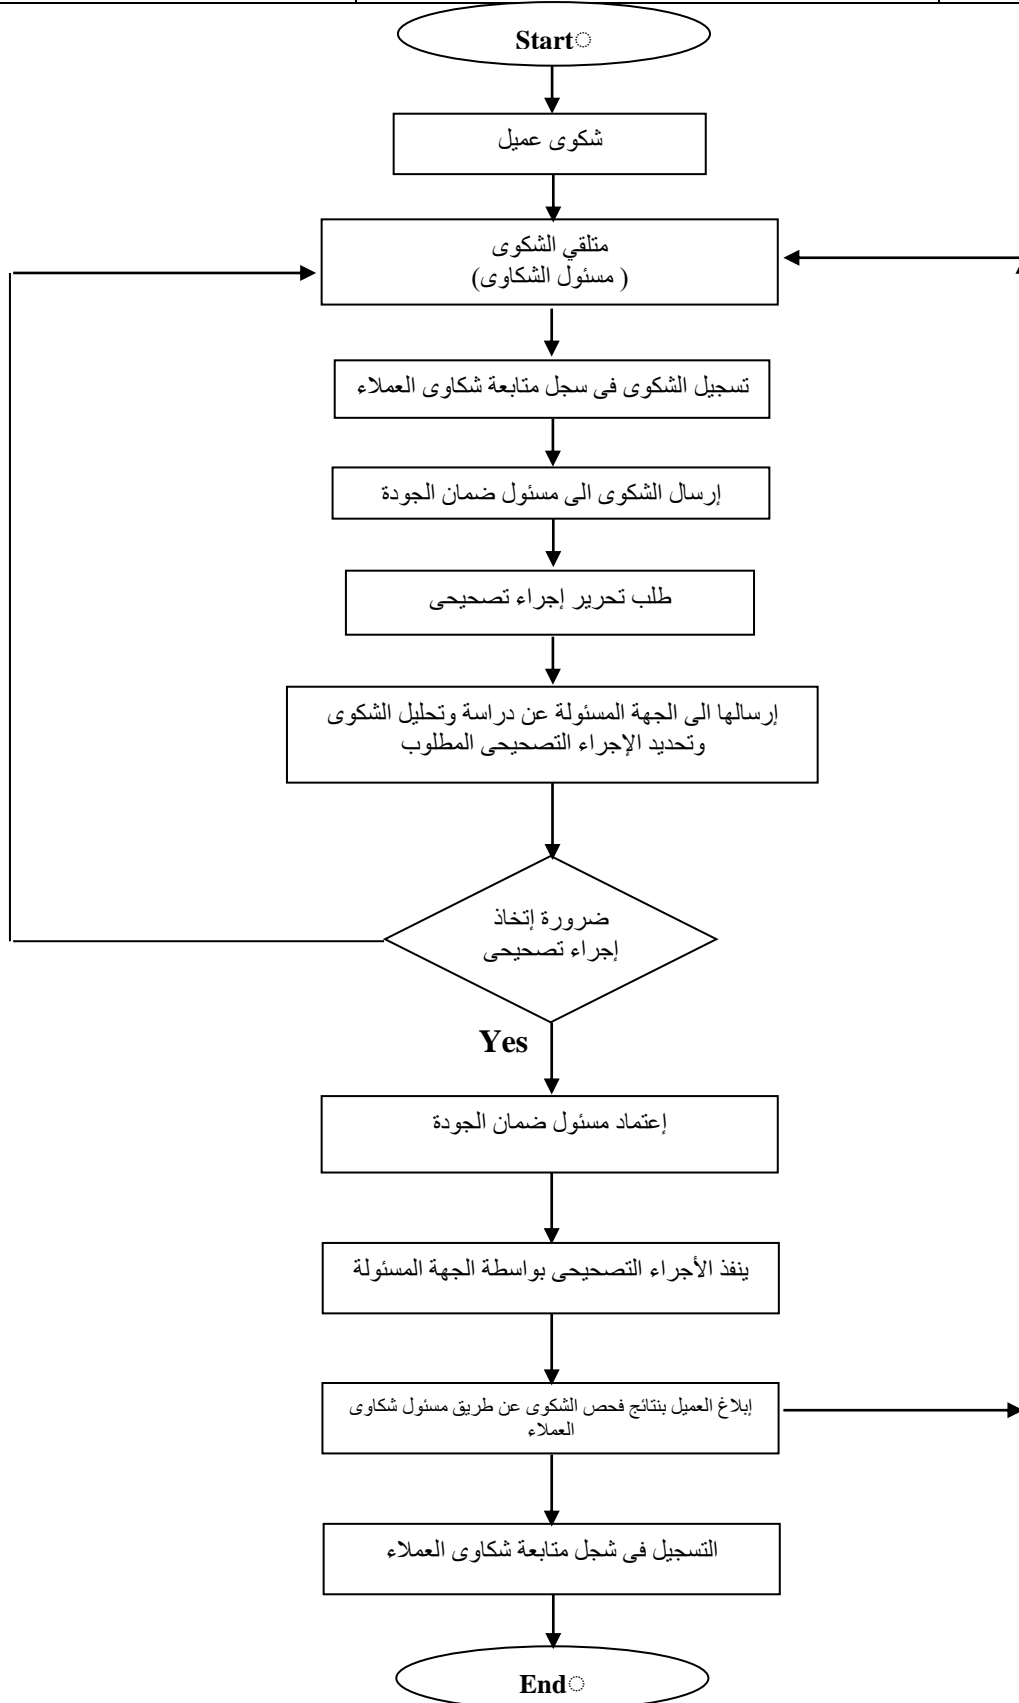 Start
شكوى عميل
متلقي الشكوى
( مسئول الشكاوى)
تسجيل الشكوى فى سجل متابعة شكاوى العملاء
إرسال الشكوى الى مسئول ضمان الجودة
طلب تحرير إجراء تصحيحى
إرسالها الى الجهة المسئولة عن دراسة وتحليل الشكوى
وتحديد الإجراء التصحيحى المطلوب
ضرورة إتخاذ
إجراء تصحيحى
Yes
إعتماد مسئول ضمان الجودة
ينفذ الأجراء التصحيحى بواسطة الجهة المسئولة
إبلاغ العميل بنتائج فحص الشكوى عن طريق مسئول شكاوى
العملاء
التسجيل فى شجل متابعة شكاوى العملاء
End